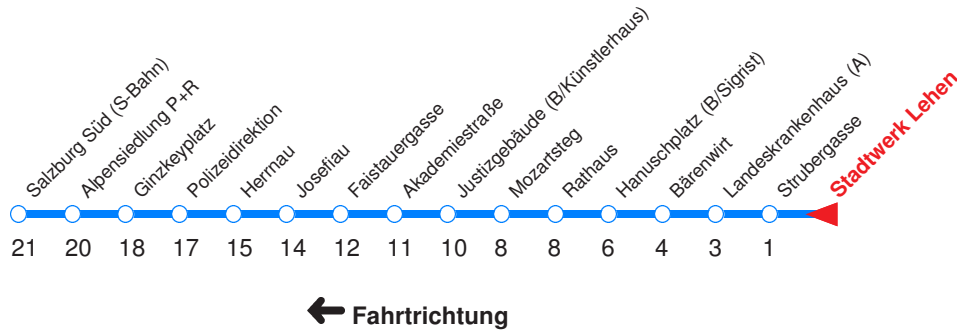 Salzburg Süd (S-Bahn)
Alpensiedlung P+R
Ginzkeyplatz
Polizeidirektion
Herrnau
Josefiau
Faistauergasse
Akademiestraße
Justizgebäude (B/Künstlerhaus)
Mozartsteg
Rathaus
Hanuschplatz (B/Sigrist)
Bärenwirt
Landeskrankenhaus (A)
Strubergasse
Stadtwerk Lehen
21 20 18 17 15 14 12 11 10 8 8 6 4 3 1
Fahrtrichtung